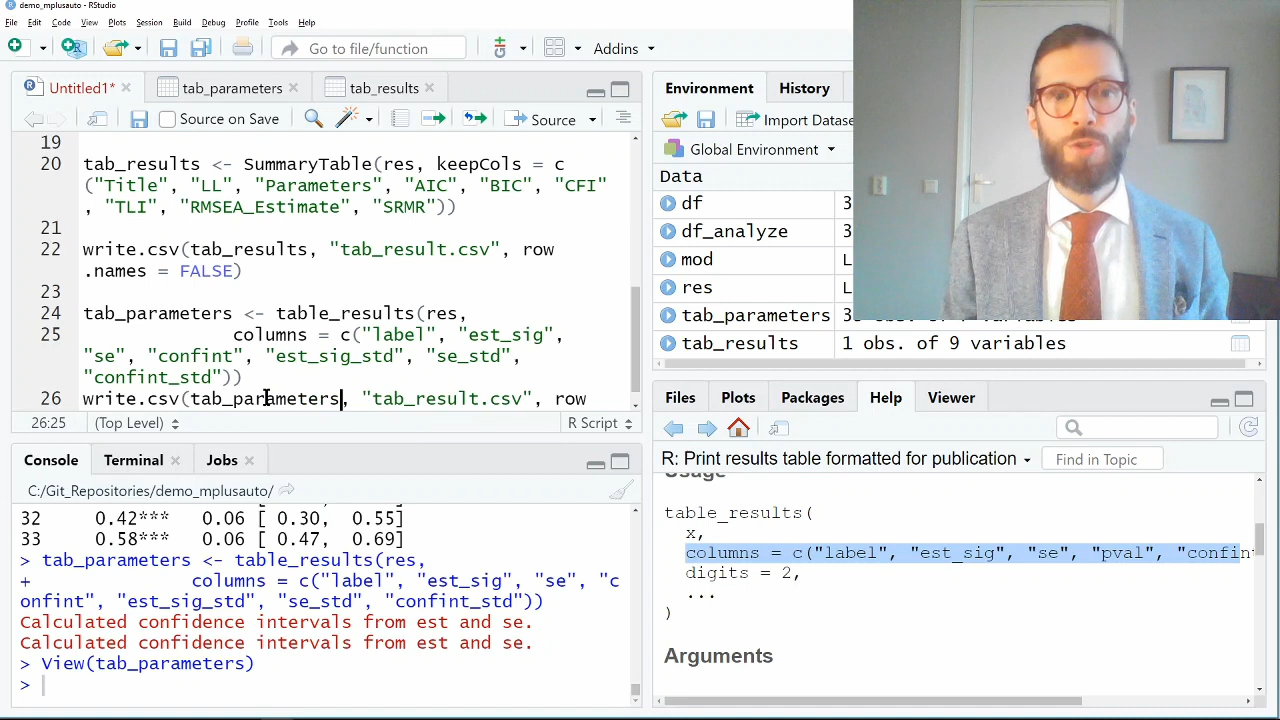 demo_mplusauto - RStudio
File Edit Code View Plots Session Build Debug Profile Tools Help
Go to file/function Addins
Untitled1* tab_parameters tab_results
Source on Save Source
19
20 tab_results <- SummaryTable(res, keepCols = c
("Title", "LL", "Parameters", "AIC", "BIC", "CFI"
, "TLI", "RMSEA_Estimate", "SRMR"))
21
22 write.csv(tab_results, "tab_result.csv", row
.names = FALSE)
23
24 tab_parameters <- table_results(res,
25 columns = c("label", "est_sig",
"se", "confint", "est_sig_std", "se_std",
"confint_std"))
26 write.csv(tab_parameters, "tab_result.csv", row
26:25 (Top Level) R Script
Console Terminal Jobs
C:/Git_Repositories/demo_mplusauto/
32 0.42*** 0.06 [ 0.30, 0.55]
33 0.58*** 0.06 [ 0.47, 0.69]
> tab_parameters <- table_results(res,
+ columns = c("label", "est_sig", "se", "c
onfint", "est_sig_std", "se_std", "confint_std"))
Calculated confidence intervals from est and se.
Calculated confidence intervals from est and se.
> View(tab_parameters)
>
Environment History
Import Datase
Global Environment
Data
df 3
df_analyze 3
mod L
res L
tab_parameters
tab_results 1 obs. of 9 variables
Files Plots Packages Help Viewer
R: Print results table formatted for publication Find in Topic
Usage
table_results(
x,
columns = c("label", "est_sig", "se", "pval", "confint
digits = 2,
...
)
Arguments